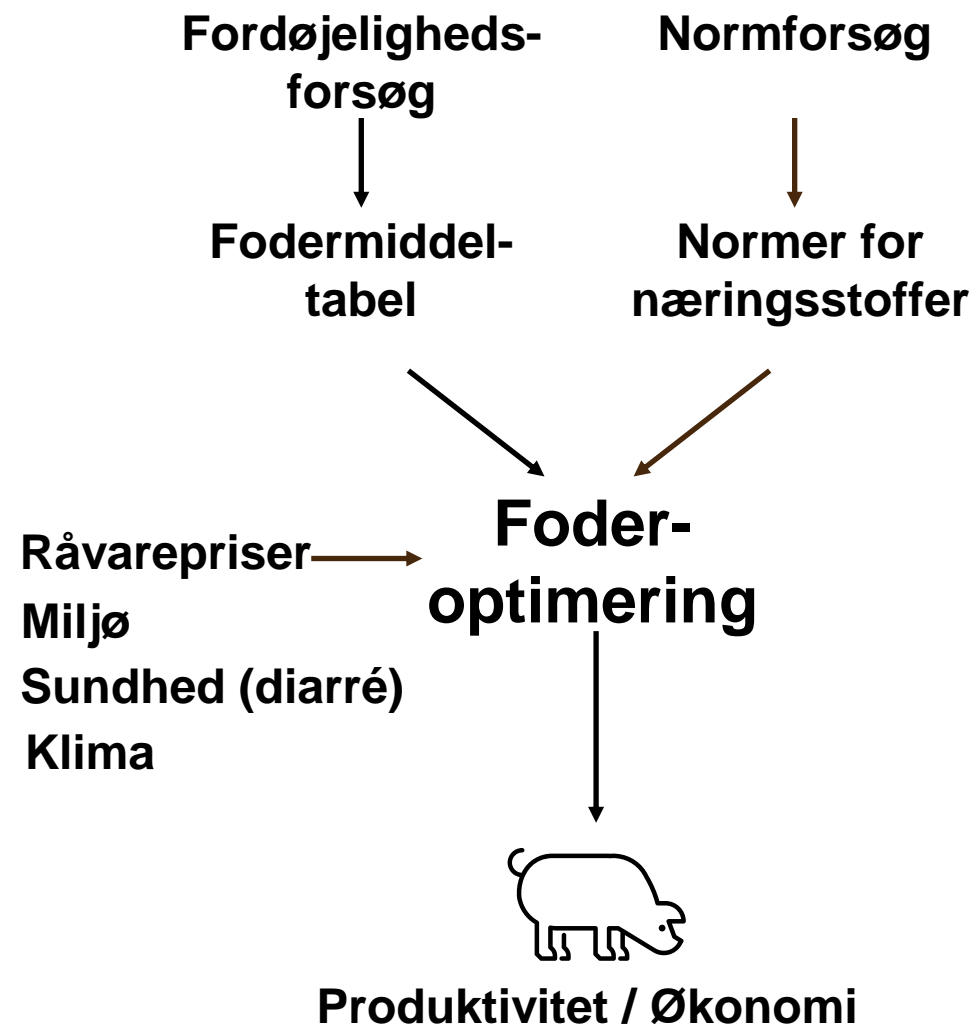 Fordøjeligheds-
forsøg
Normforsøg
Fodermiddel-
tabel
Normer for
næringsstoffer
Foder-
optimering
Råvarepriser
Miljø
Sundhed (diarré)
Klima
Produktivitet / Økonomi